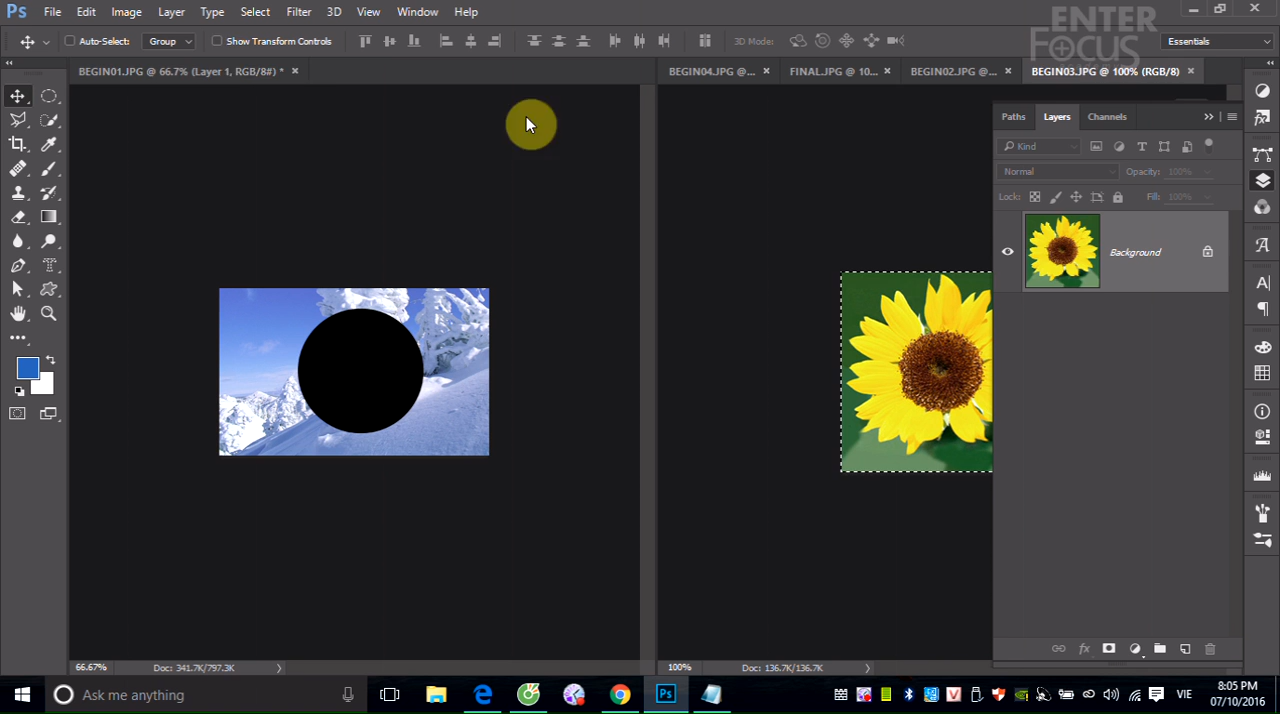 Ps File Edit Image Layer Type Select Filter 3D View Window Help
ENTER
FOCUS
Auto-Select: Group Show Transform Controls 3D Mode: Essentials
BEGIN01.JPG @ 66.7% (Layer 1, RGB/8#) * BEGIN04.JPG @... FINAL.JPG @ 10... BEGIN02.JPG @... BEGIN03.JPG @ 100% (RGB/8)
Paths Layers Channels
Kind
Normal Opacity: 100%
Lock: Fill: 100%
Background
66.67% Doc: 341.7K/797.3K 100% Doc: 136.7K/136.7K
Ask me anything VIE 8:05 PM
07/10/2016